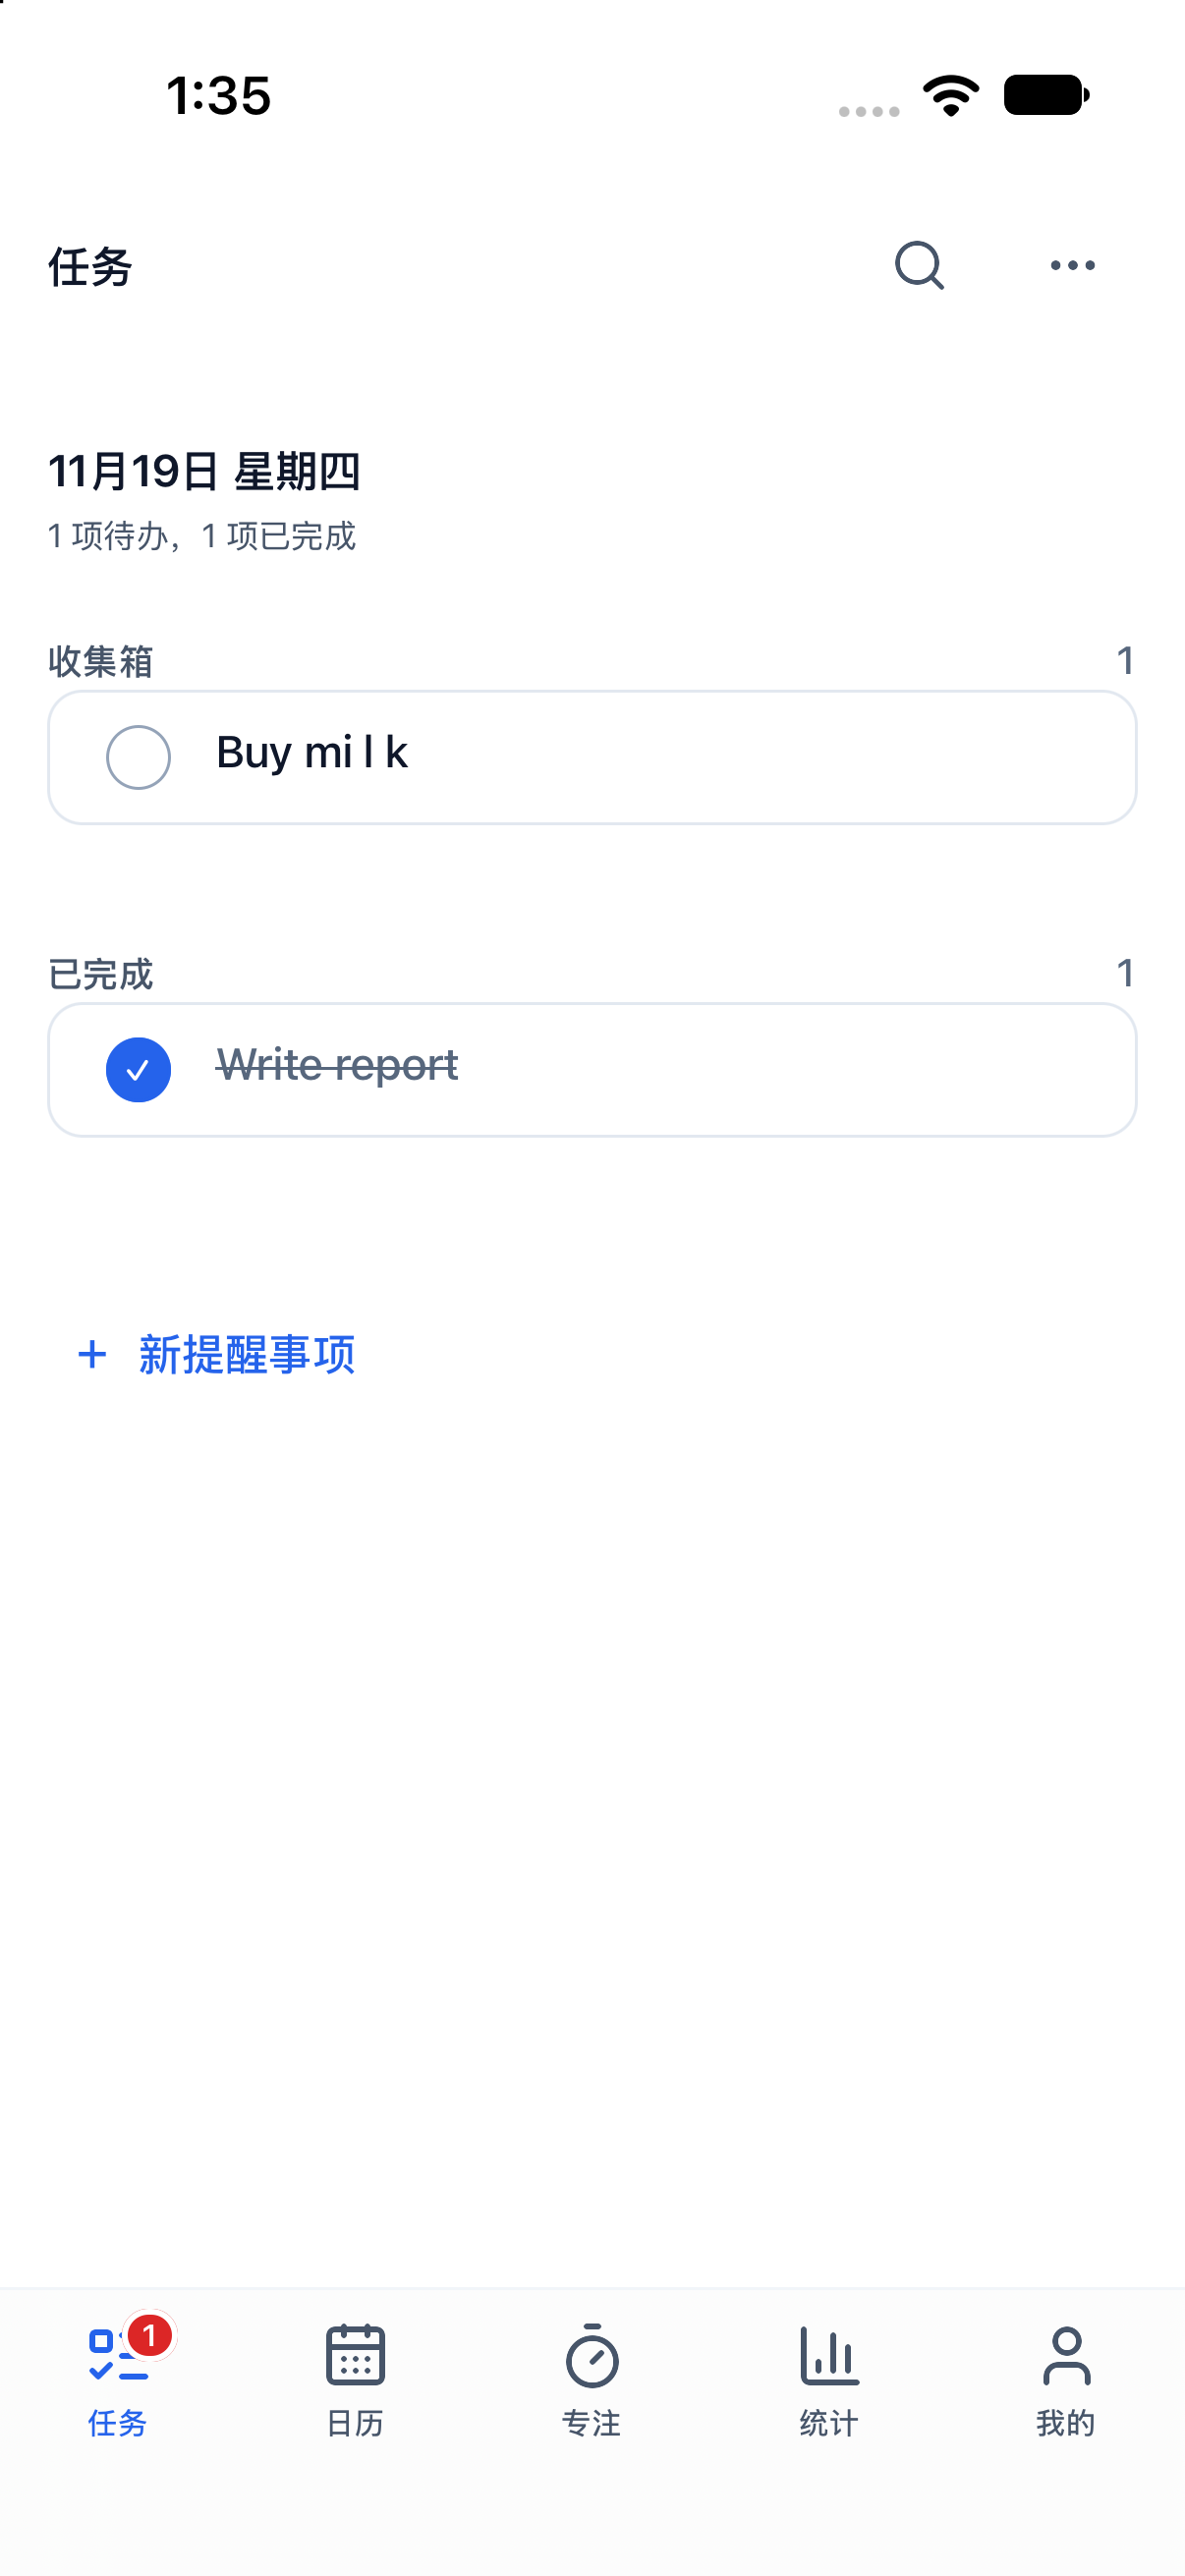 1:35
任务
11月19日 星期四
1 项待办，1 项已完成
收集箱 1
Buy mi l k
已完成 1
Write report
+ 新提醒事项
1
任务 日历 专注 统计 我的